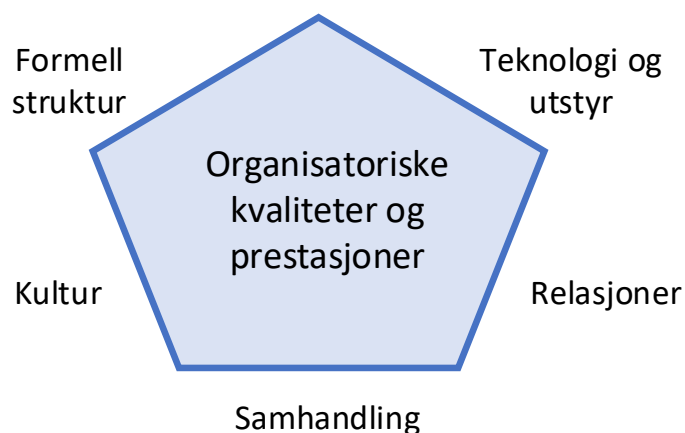 Formell
struktur
Teknologi og
utstyr
Organisatoriske
kvaliteter og
prestasjoner
Kultur
Relasjoner
Samhandling